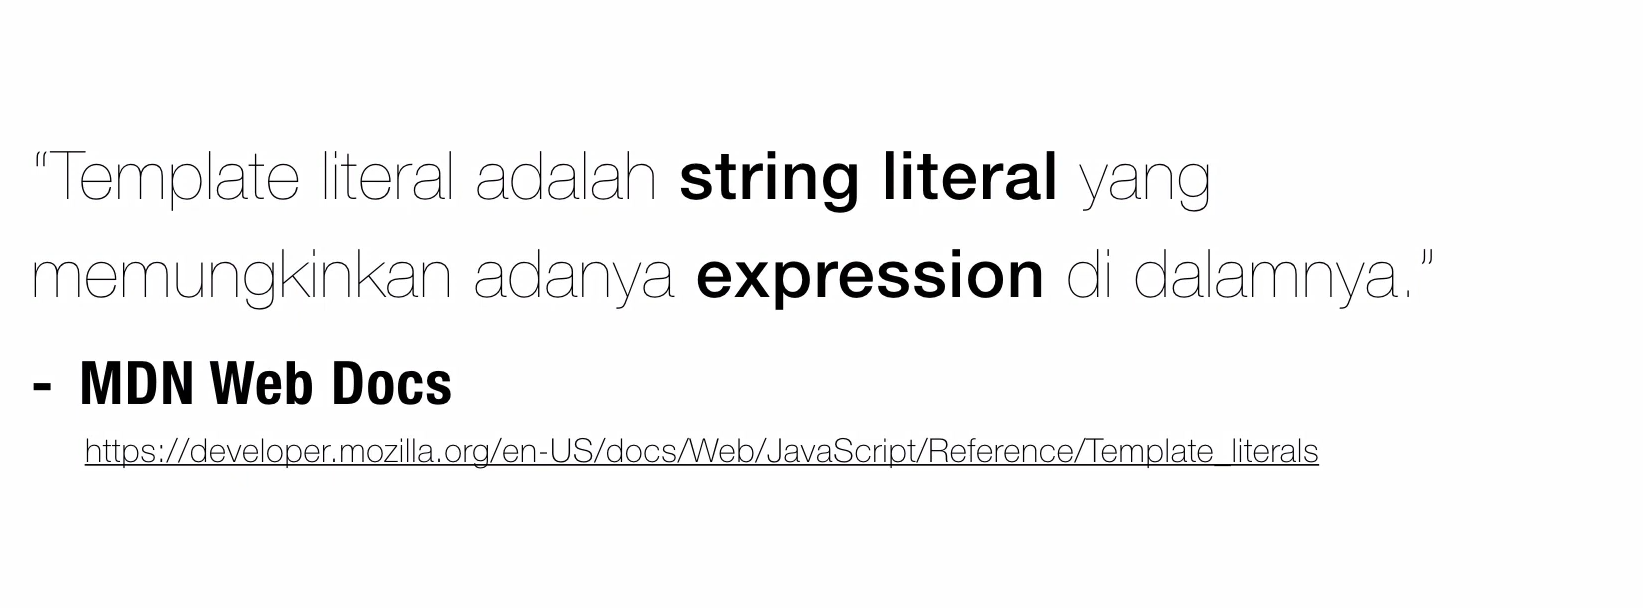 “Template literal adalah string literal yang
memungkinkan adanya expression di dalamnya.”
- MDN Web Docs
https://developer.mozilla.org/en-US/docs/Web/JavaScript/Reference/Template_literals